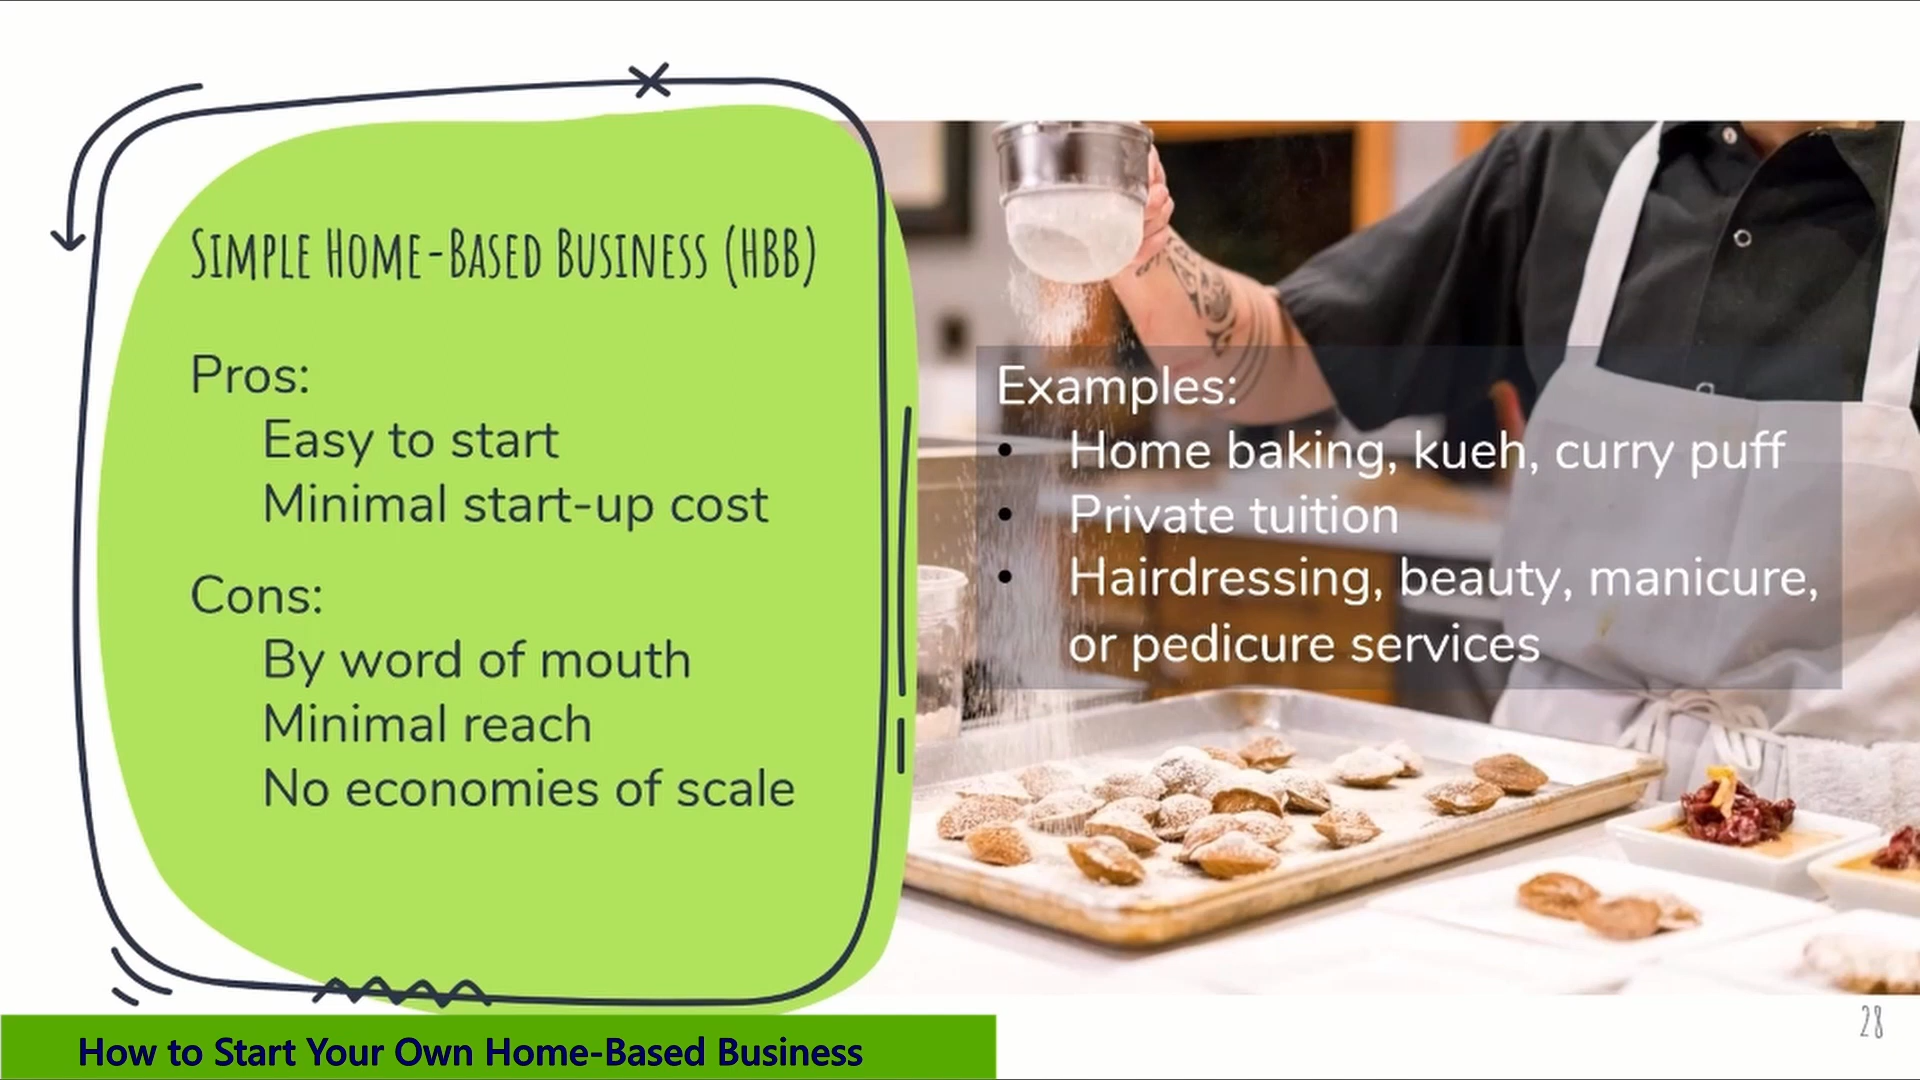 Simple Home-Based Business (HBB)
Pros:
Easy to start
Minimal start-up cost
Cons:
By word of mouth
Minimal reach
No economies of scale
Examples:
• Home baking, kueh, curry puff
• Private tuition
• Hairdressing, beauty, manicure,
or pedicure services
28
How to Start Your Own Home-Based Business